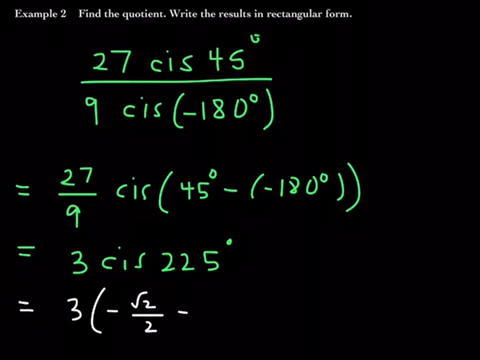 Example 2 Find the quotient. Write the results in rectangular form.
27 cis 45°
9 cis (-180°)
= 27/9 cis (45° - (-180°))
= 3 cis 225°
= 3 (- √2/2 -